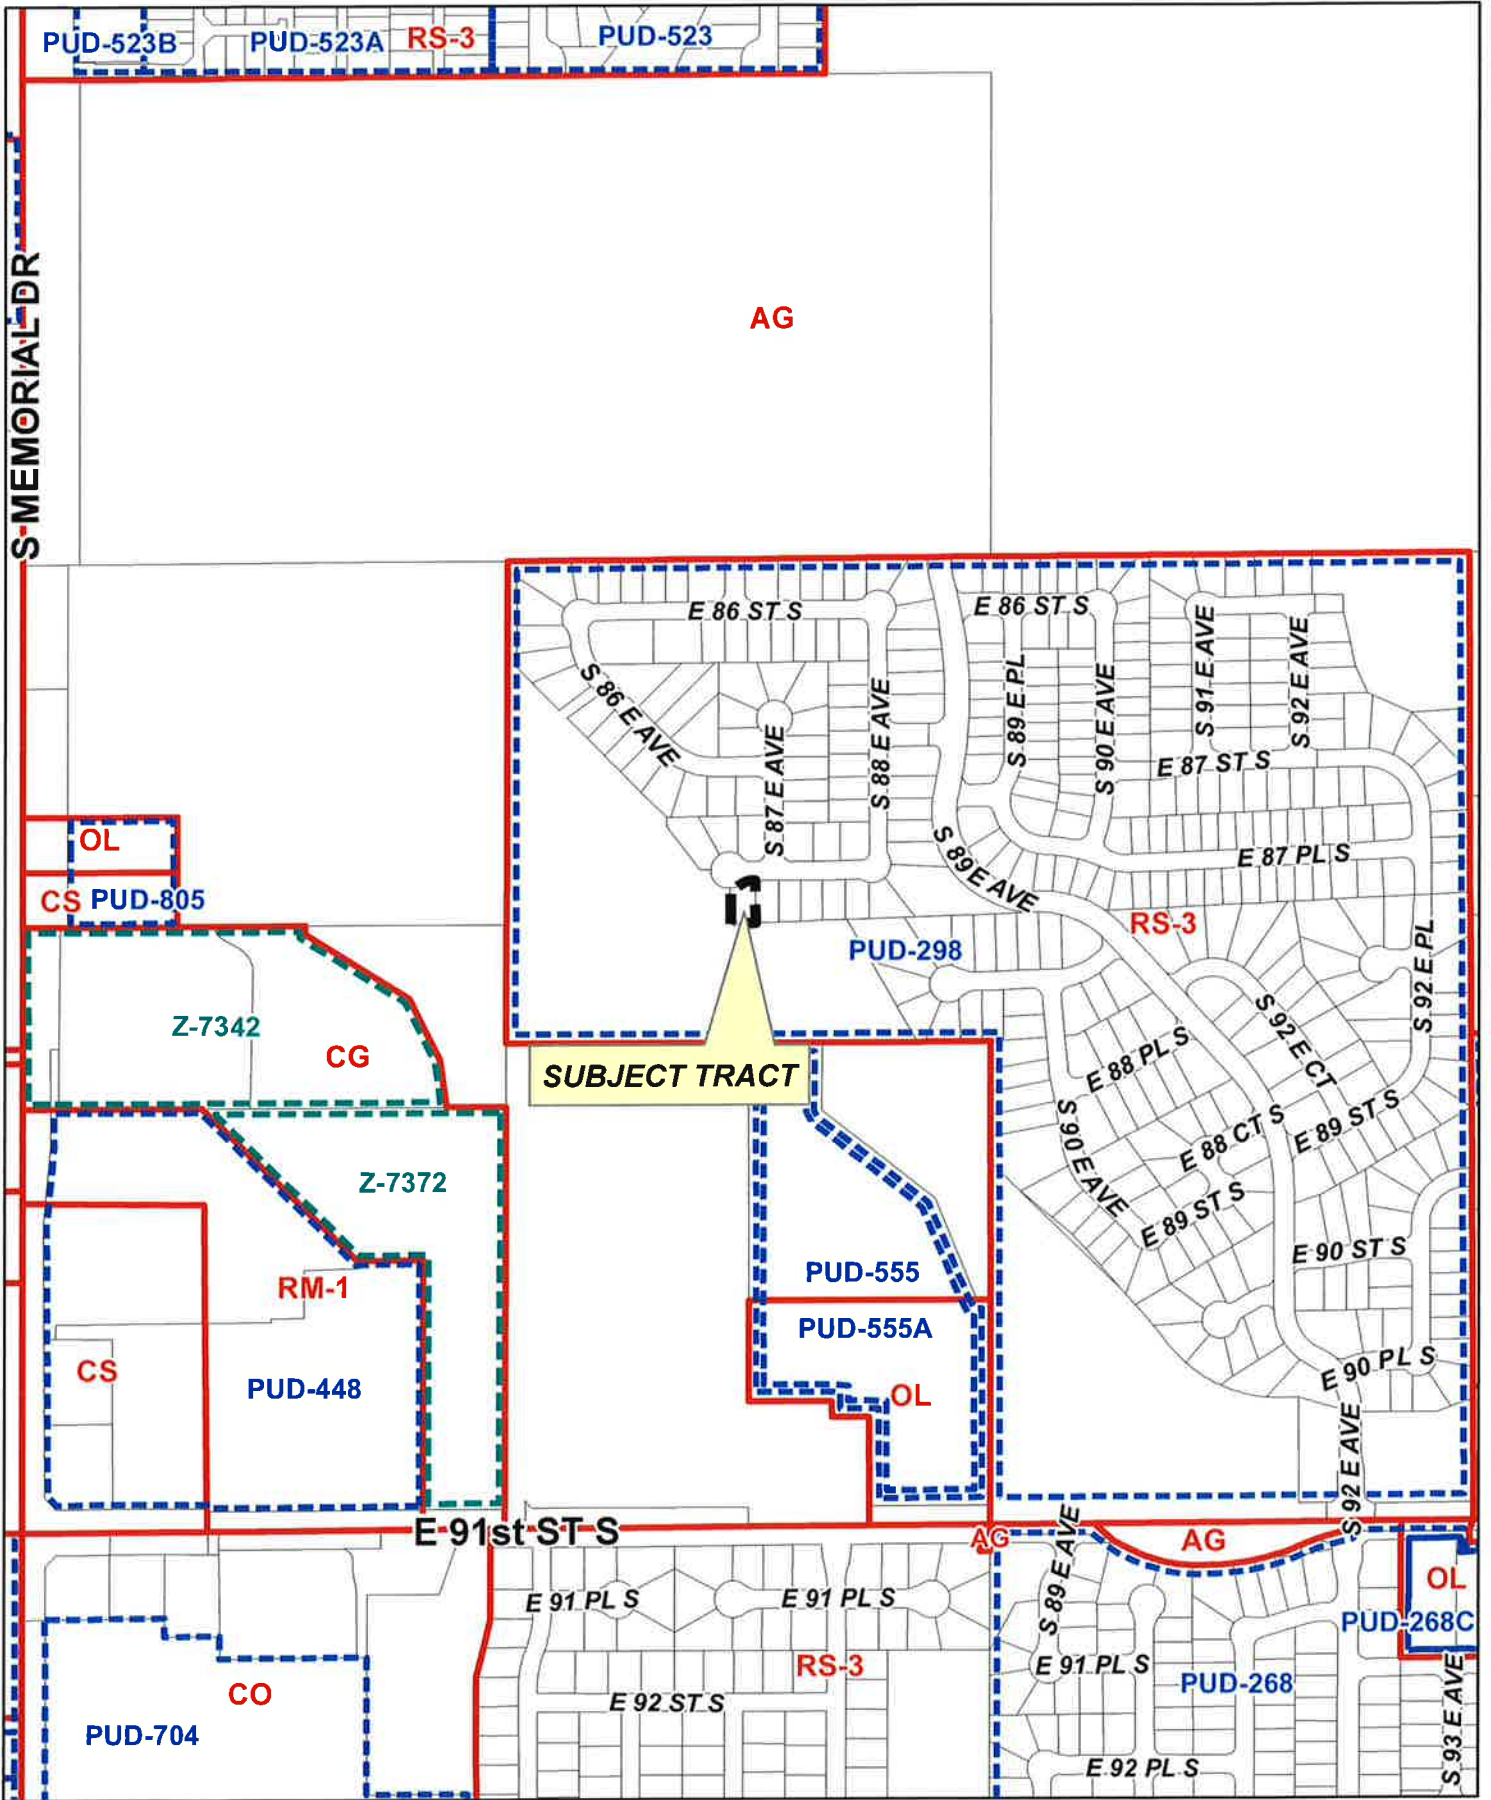 PUD-523B
PUD-523A
RS-3
PUD-523
S MEMORIAL DR
AG
E 86 ST S
E 86 ST S
S 86 E AVE
S 87 E AVE
S 88 E AVE
S 89 E PL
S 90 E AVE
S 91 E AVE
S 92 E AVE
E 87 ST S
S 89 E AVE
E 87 PL S
OL
CS
PUD-805
RS-3
PUD-298
S 92 E PL
Z-7342
CG
S 92 E CT
E 88 PL S
SUBJECT TRACT
S 90 E AVE
E 88 CT S
E 89 ST S
Z-7372
E 89 ST S
E 90 ST S
PUD-555
RM-1
PUD-555A
CS
PUD-448
OL
E 90 PL S
S 92 E AVE
E 91st ST S
AG
AG
S 89 E AVE
OL
E 91 PL S
E 91 PL S
PUD-268C
RS-3
E 91 PL S
PUD-268
CO
E 92 ST S
S 93 E AVE
PUD-704
E 92 PL S